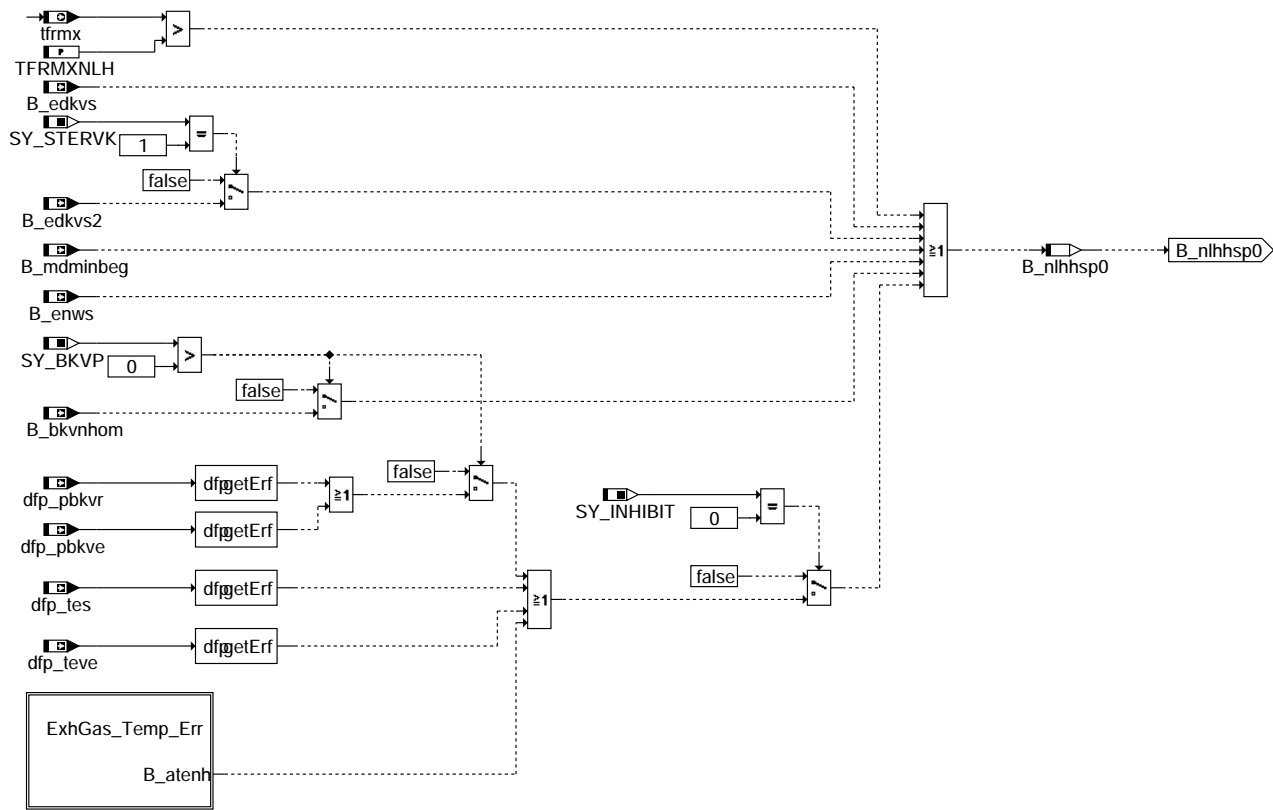 tfrmx
>
P
TFRMXNLH
B_edkvs
SY_STERVK
1
=
false
B_edkvs2
≧1
B_nlhhsp0
B_nlhhsp0
B_mdminbeg
B_enws
SY_BKVP
0
>
false
B_bkvnhom
false
dfp_pbkvr
dfpgetErf
≧1
SY_INHIBIT
0
=
dfp_pbkve
dfpgetErf
false
dfp_tes
dfpgetErf
≧1
dfp_teve
dfpgetErf
ExhGas_Temp_Err
B_atenh